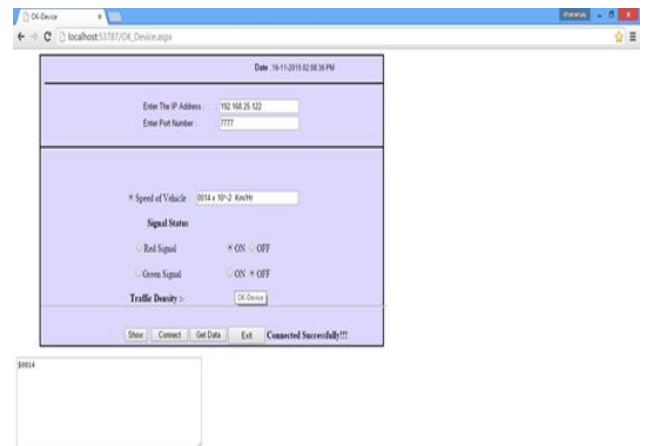 OK-Device
localhost:53787/OK_Device.aspx
Date :16-11-2015 02:08:36 PM
Enter The IP Address : 192.168.25.122
Enter Port Number : 7777
Speed of Vehicle 0014 x 10^-2 Km/Hr
Signal Status
Red Signal ON OFF
Green Signal ON OFF
Traffic Density :-
OK-Device
Show Connect Get Data Exit Connected Successfully!!!
$0014